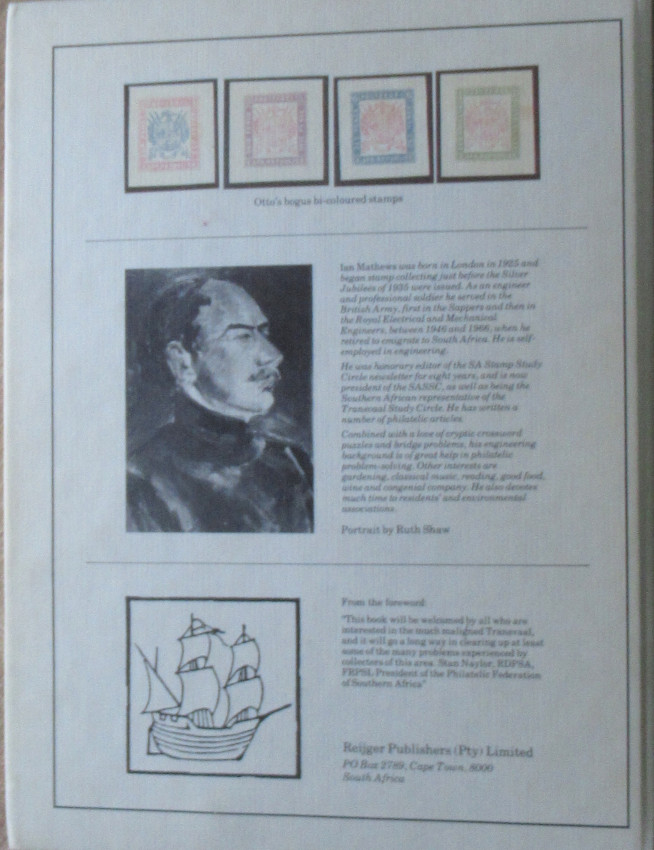 Otto's bogus bi-coloured stamps
Ian Mathews was born in London in 1925 and
began stamp collecting just before the Silver
Jubilees of 1935 were issued. As an engineer
and professional soldier he served in the
British Army, first in the Sappers and then in
the Royal Electrical and Mechanical
Engineers, between 1946 and 1966, when he
retired to emigrate to South Africa. He is self-
employed in engineering.
He was honorary editor of the SA Stamp Study
Circle newsletter for eight years, and is now
president of the SASSC, as well as being the
Southern African representative of the
Transvaal Study Circle. He has written a
number of philatelic articles.
Combined with a love of cryptic crossword
puzzles and bridge problems, his engineering
background is of great help in philatelic
problem-solving. Other interests are
gardening, classical music, reading, good food,
wine and congenial company. He also devotes
much time to residents' and environmental
associations.
Portrait by Ruth Shaw
From the foreword:
"This book will be welcomed by all who are
interested in the much maligned Transvaal,
and it will go a long way in clearing up at least
some of the many problems experienced by
collectors of this area. Stan Naylor, RDPSA,
FRPSL President of the Philatelic Federation
of Southern Africa"
Reijger Publishers (Pty) Limited
PO Box 2789, Cape Town, 8000
South Africa